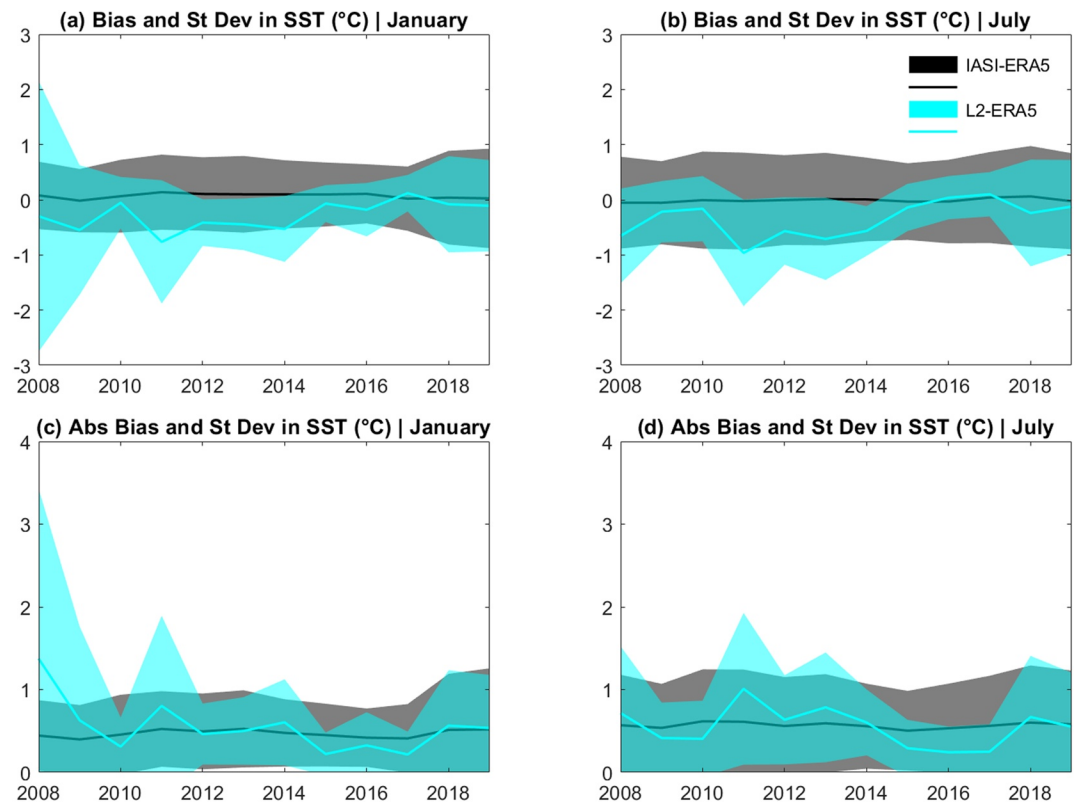 (a) Bias and St Dev in SST (°C) | January
3
2
1
0
-1
-2
-3
2008 2010 2012 2014 2016 2018
(b) Bias and St Dev in SST (°C) | July
IASI-ERA5
L2-ERA5
3
2
1
0
-1
-2
-3
2008 2010 2012 2014 2016 2018
(c) Abs Bias and St Dev in SST (°C) | January
4
3
2
1
0
2008 2010 2012 2014 2016 2018
(d) Abs Bias and St Dev in SST (°C) | July
4
3
2
1
0
2008 2010 2012 2014 2016 2018